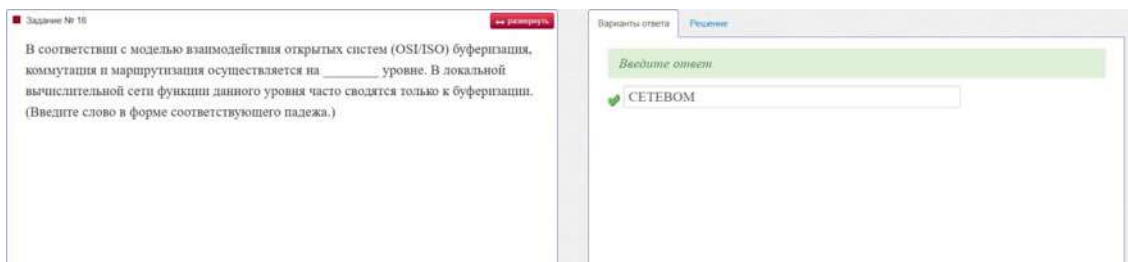 Задание № 16
развернуть
В соответствии с моделью взаимодействия открытых систем (OSI/ISO) буферизация,
коммутация и маршрутизация осуществляется на ________ уровне. В локальной
вычислительной сети функции данного уровня часто сводятся только к буферизации.
(Введите слово в форме соответствующего падежа.)
Варианты ответа Решение
Введите ответ
СЕТЕВОМ